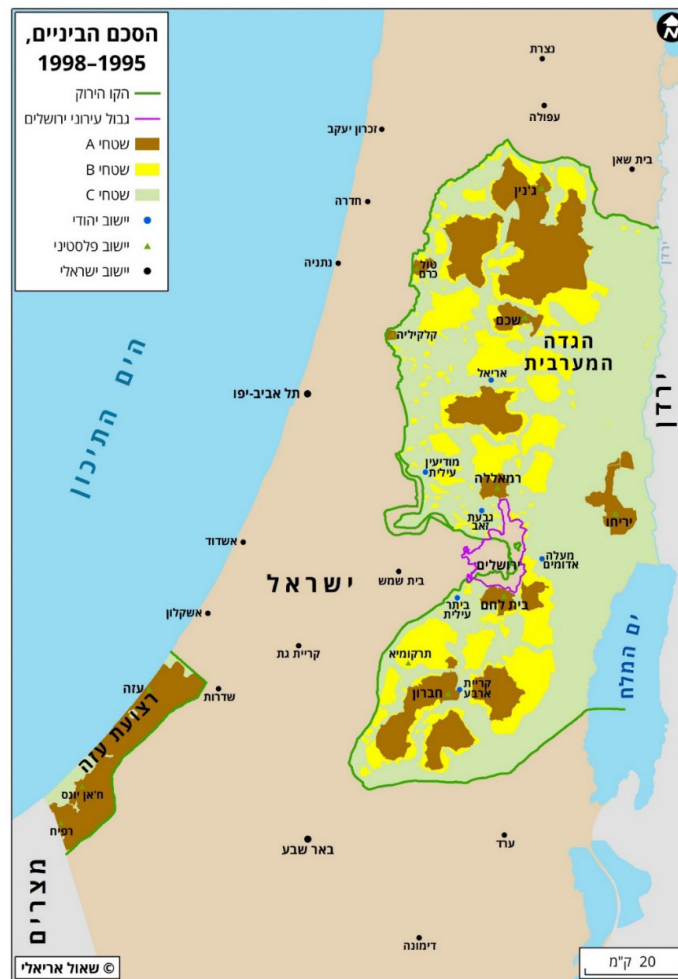 הסכם הביניים,
1995–1998
הקו הירוק
גבול עירוני ירושלים
שטחי A
שטחי B
שטחי C
יישוב יהודי
יישוב פלסטיני
יישוב ישראלי
N
נצרת
עפולה
זכרון יעקב
בית שאן
ג'נין
חדרה
ירדן
נתניה
טול
כרם
שכם
קלקיליה
הגדה
המערבית
אריאל
ירדן
הים התיכון
תל אביב-יפו
מודיעין
עילית
רמאללה
יריחו
גבעת
זאב
אשדוד
ירושלים
מעלה
אדומים
ישראל
בית שמש
ביתר
עילית
בית לחם
אשקלון
ים המלח
קריית גת
תרקומיא
עזה
שדרות
קריית
ארבע
חברון
רצועת עזה
ח'אן יונס
רפיח
באר שבע
ערד
מצרים
דימונה
20 ק"מ
© שאול אריאלי